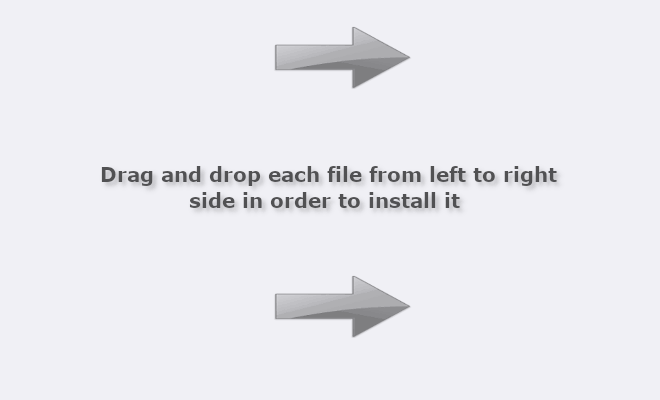 Drag and drop each file from left to right
side in order to install it